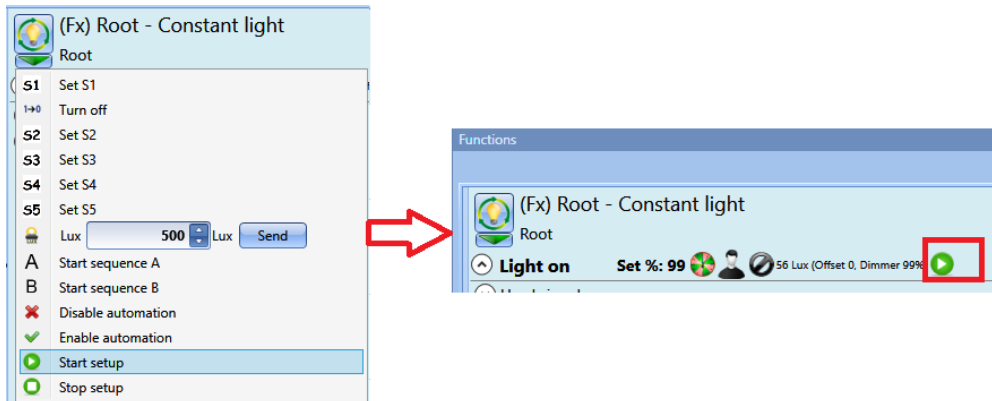 (Fx) Root - Constant light
Root
S1 Set S1
1→0 Turn off
S2 Set S2
S3 Set S3
S4 Set S4
S5 Set S5
Lux 500 Lux Send
A Start sequence A
B Start sequence B
Disable automation
Enable automation
Start setup
Stop setup
Functions
(Fx) Root - Constant light
Root
Light on Set %: 99 56 Lux (Offset 0, Dimmer 99%